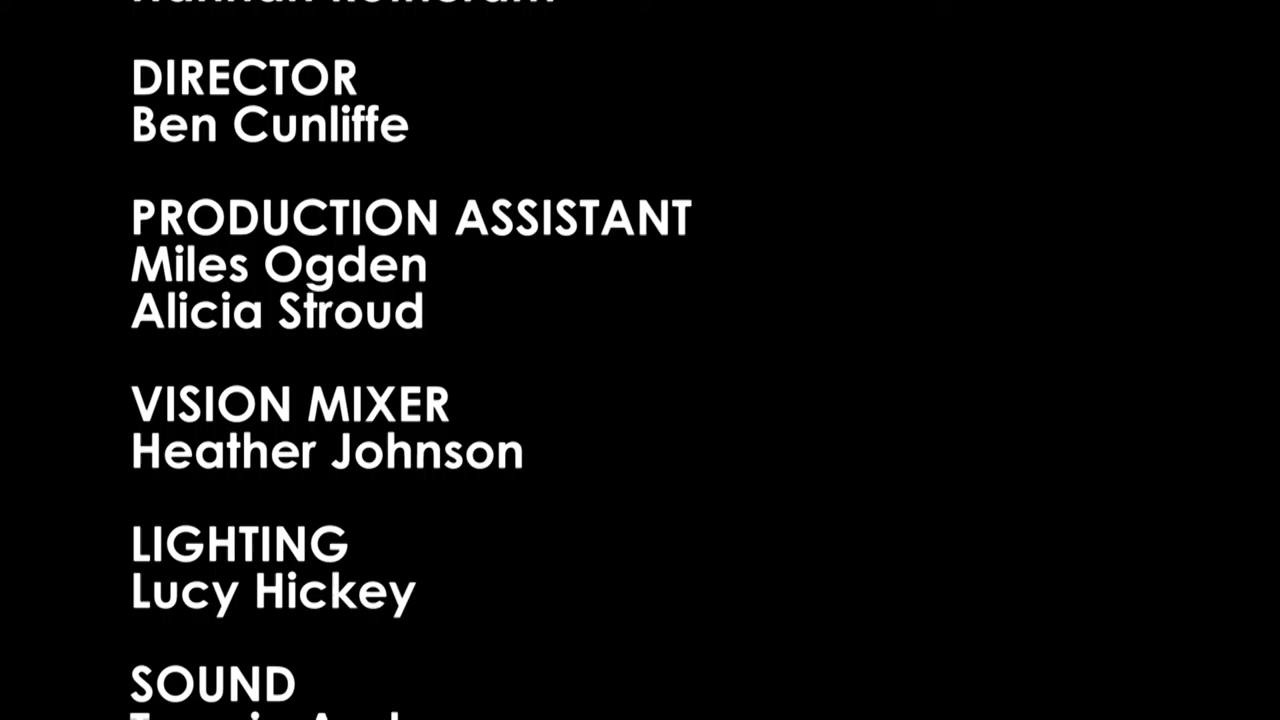 DIRECTOR
Ben Cunliffe
PRODUCTION ASSISTANT
Miles Ogden
Alicia Stroud
VISION MIXER
Heather Johnson
LIGHTING
Lucy Hickey
SOUND